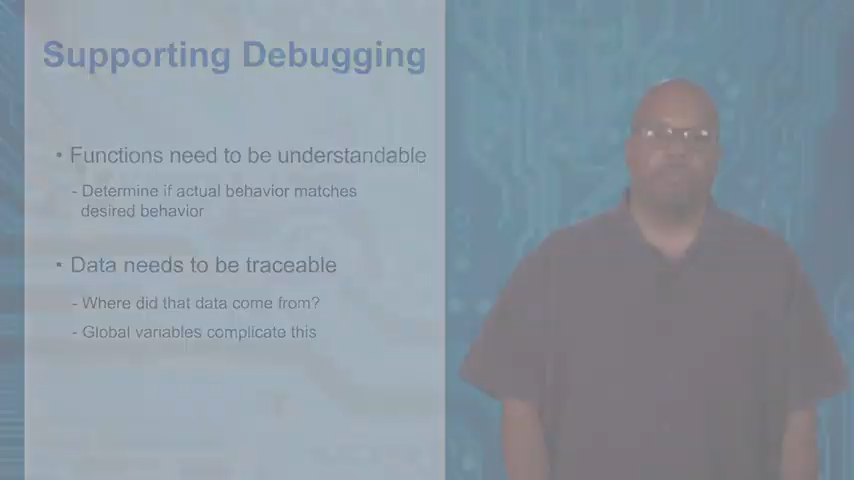 Supporting Debugging
• Functions need to be understandable
- Determine if actual behavior matches
desired behavior
• Data needs to be traceable
- Where did that data come from?
- Global variables complicate this